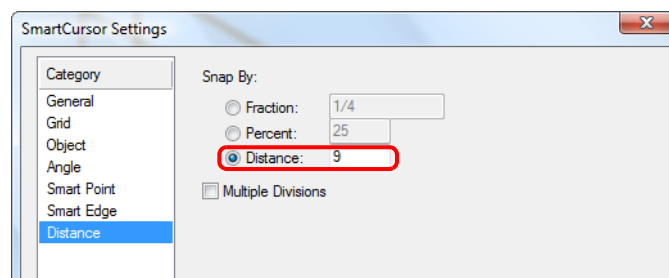 SmartCursor Settings
Category
General
Grid
Object
Angle
Smart Point
Smart Edge
Distance
Snap By:
Fraction: 1/4
Percent: 25
Distance: 9
Multiple Divisions